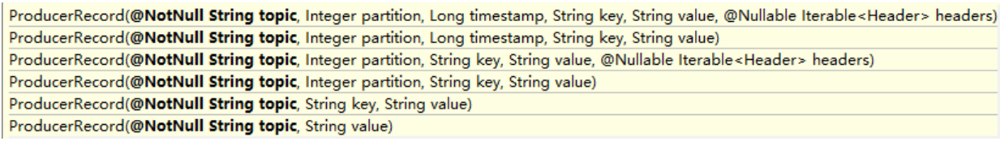 ProducerRecord(@NotNull String topic, Integer partition, Long timestamp, String key, String value, @Nullable Iterable<Header> headers)
ProducerRecord(@NotNull String topic, Integer partition, Long timestamp, String key, String value)
ProducerRecord(@NotNull String topic, Integer partition, String key, String value, @Nullable Iterable<Header> headers)
ProducerRecord(@NotNull String topic, Integer partition, String key, String value)
ProducerRecord(@NotNull String topic, String key, String value)
ProducerRecord(@NotNull String topic, String value)